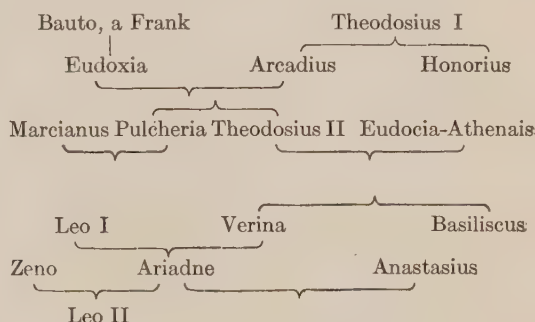 Bauto, a Frank Theodosius I
Eudoxia Arcadius Honorius
Marcianus Pulcheria Theodosius II Eudocia-Athenais
Leo I Verina Basiliscus
Zeno Ariadne Anastasius
Leo II